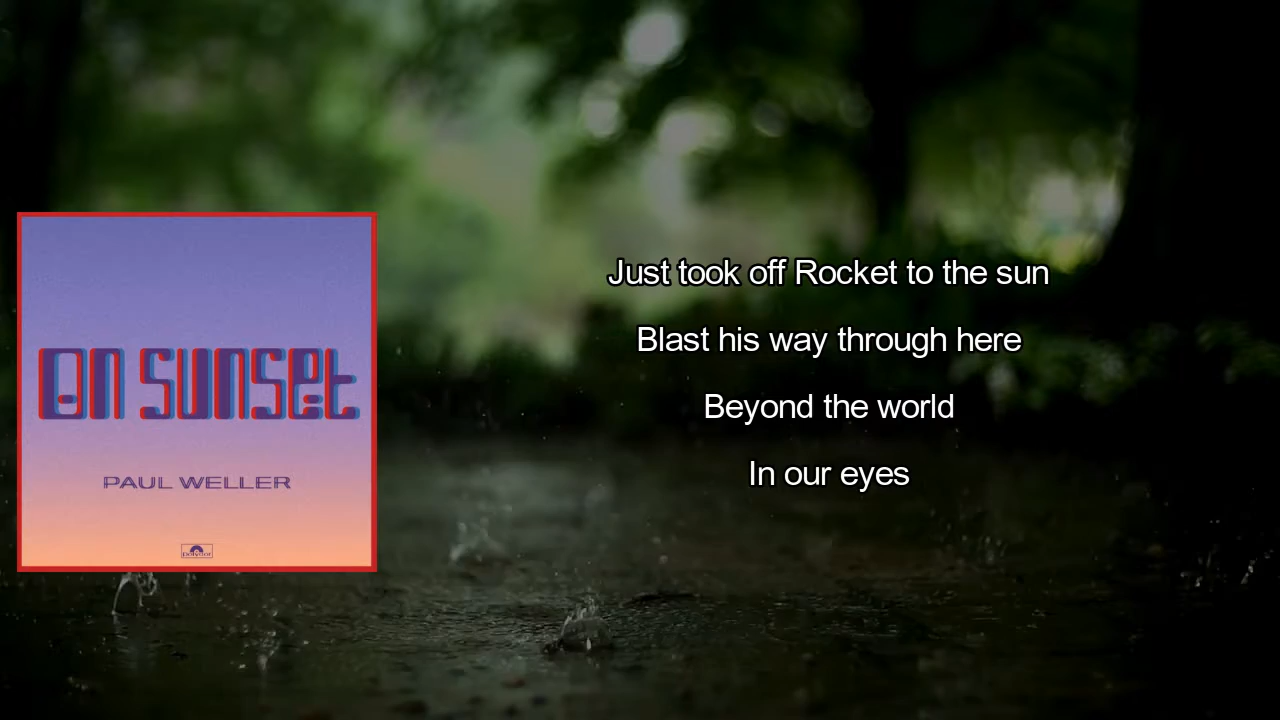 On Sunset
PAUL WELLER
polydor
Just took off Rocket to the sun
Blast his way through here
Beyond the world
In our eyes